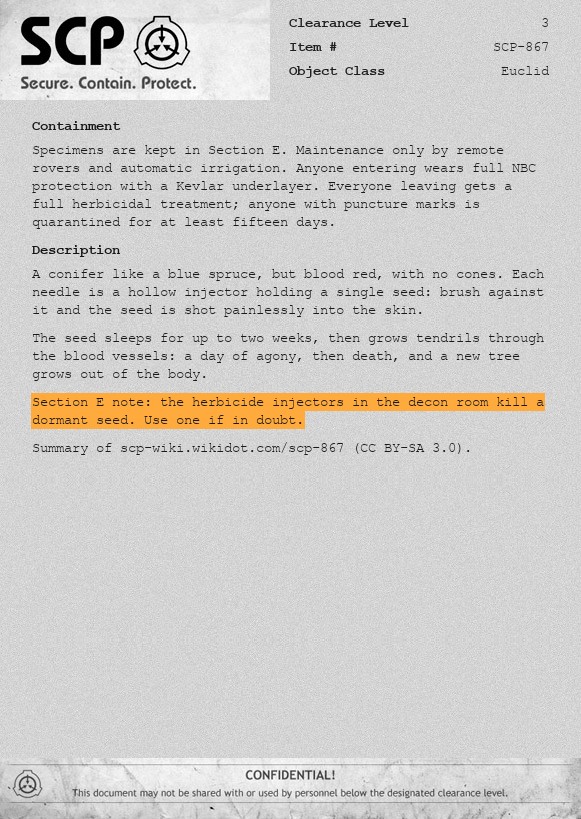 SCP
Secure. Contain. Protect.
Clearance Level 3
Item # SCP-867
Object Class Euclid
Containment
Specimens are kept in Section E. Maintenance only by remote
rovers and automatic irrigation. Anyone entering wears full NBC
protection with a Kevlar underlayer. Everyone leaving gets a
full herbicidal treatment; anyone with puncture marks is
quarantined for at least fifteen days.
Description
A conifer like a blue spruce, but blood red, with no cones. Each
needle is a hollow injector holding a single seed: brush against
it and the seed is shot painlessly into the skin.
The seed sleeps for up to two weeks, then grows tendrils through
the blood vessels: a day of agony, then death, and a new tree
grows out of the body.
Section E note: the herbicide injectors in the decon room kill a
dormant seed. Use one if in doubt.
Summary of scp-wiki.wikidot.com/scp-867 (CC BY-SA 3.0).
CONFIDENTIAL!
This document may not be shared with or used by personnel below the designated clearance level.